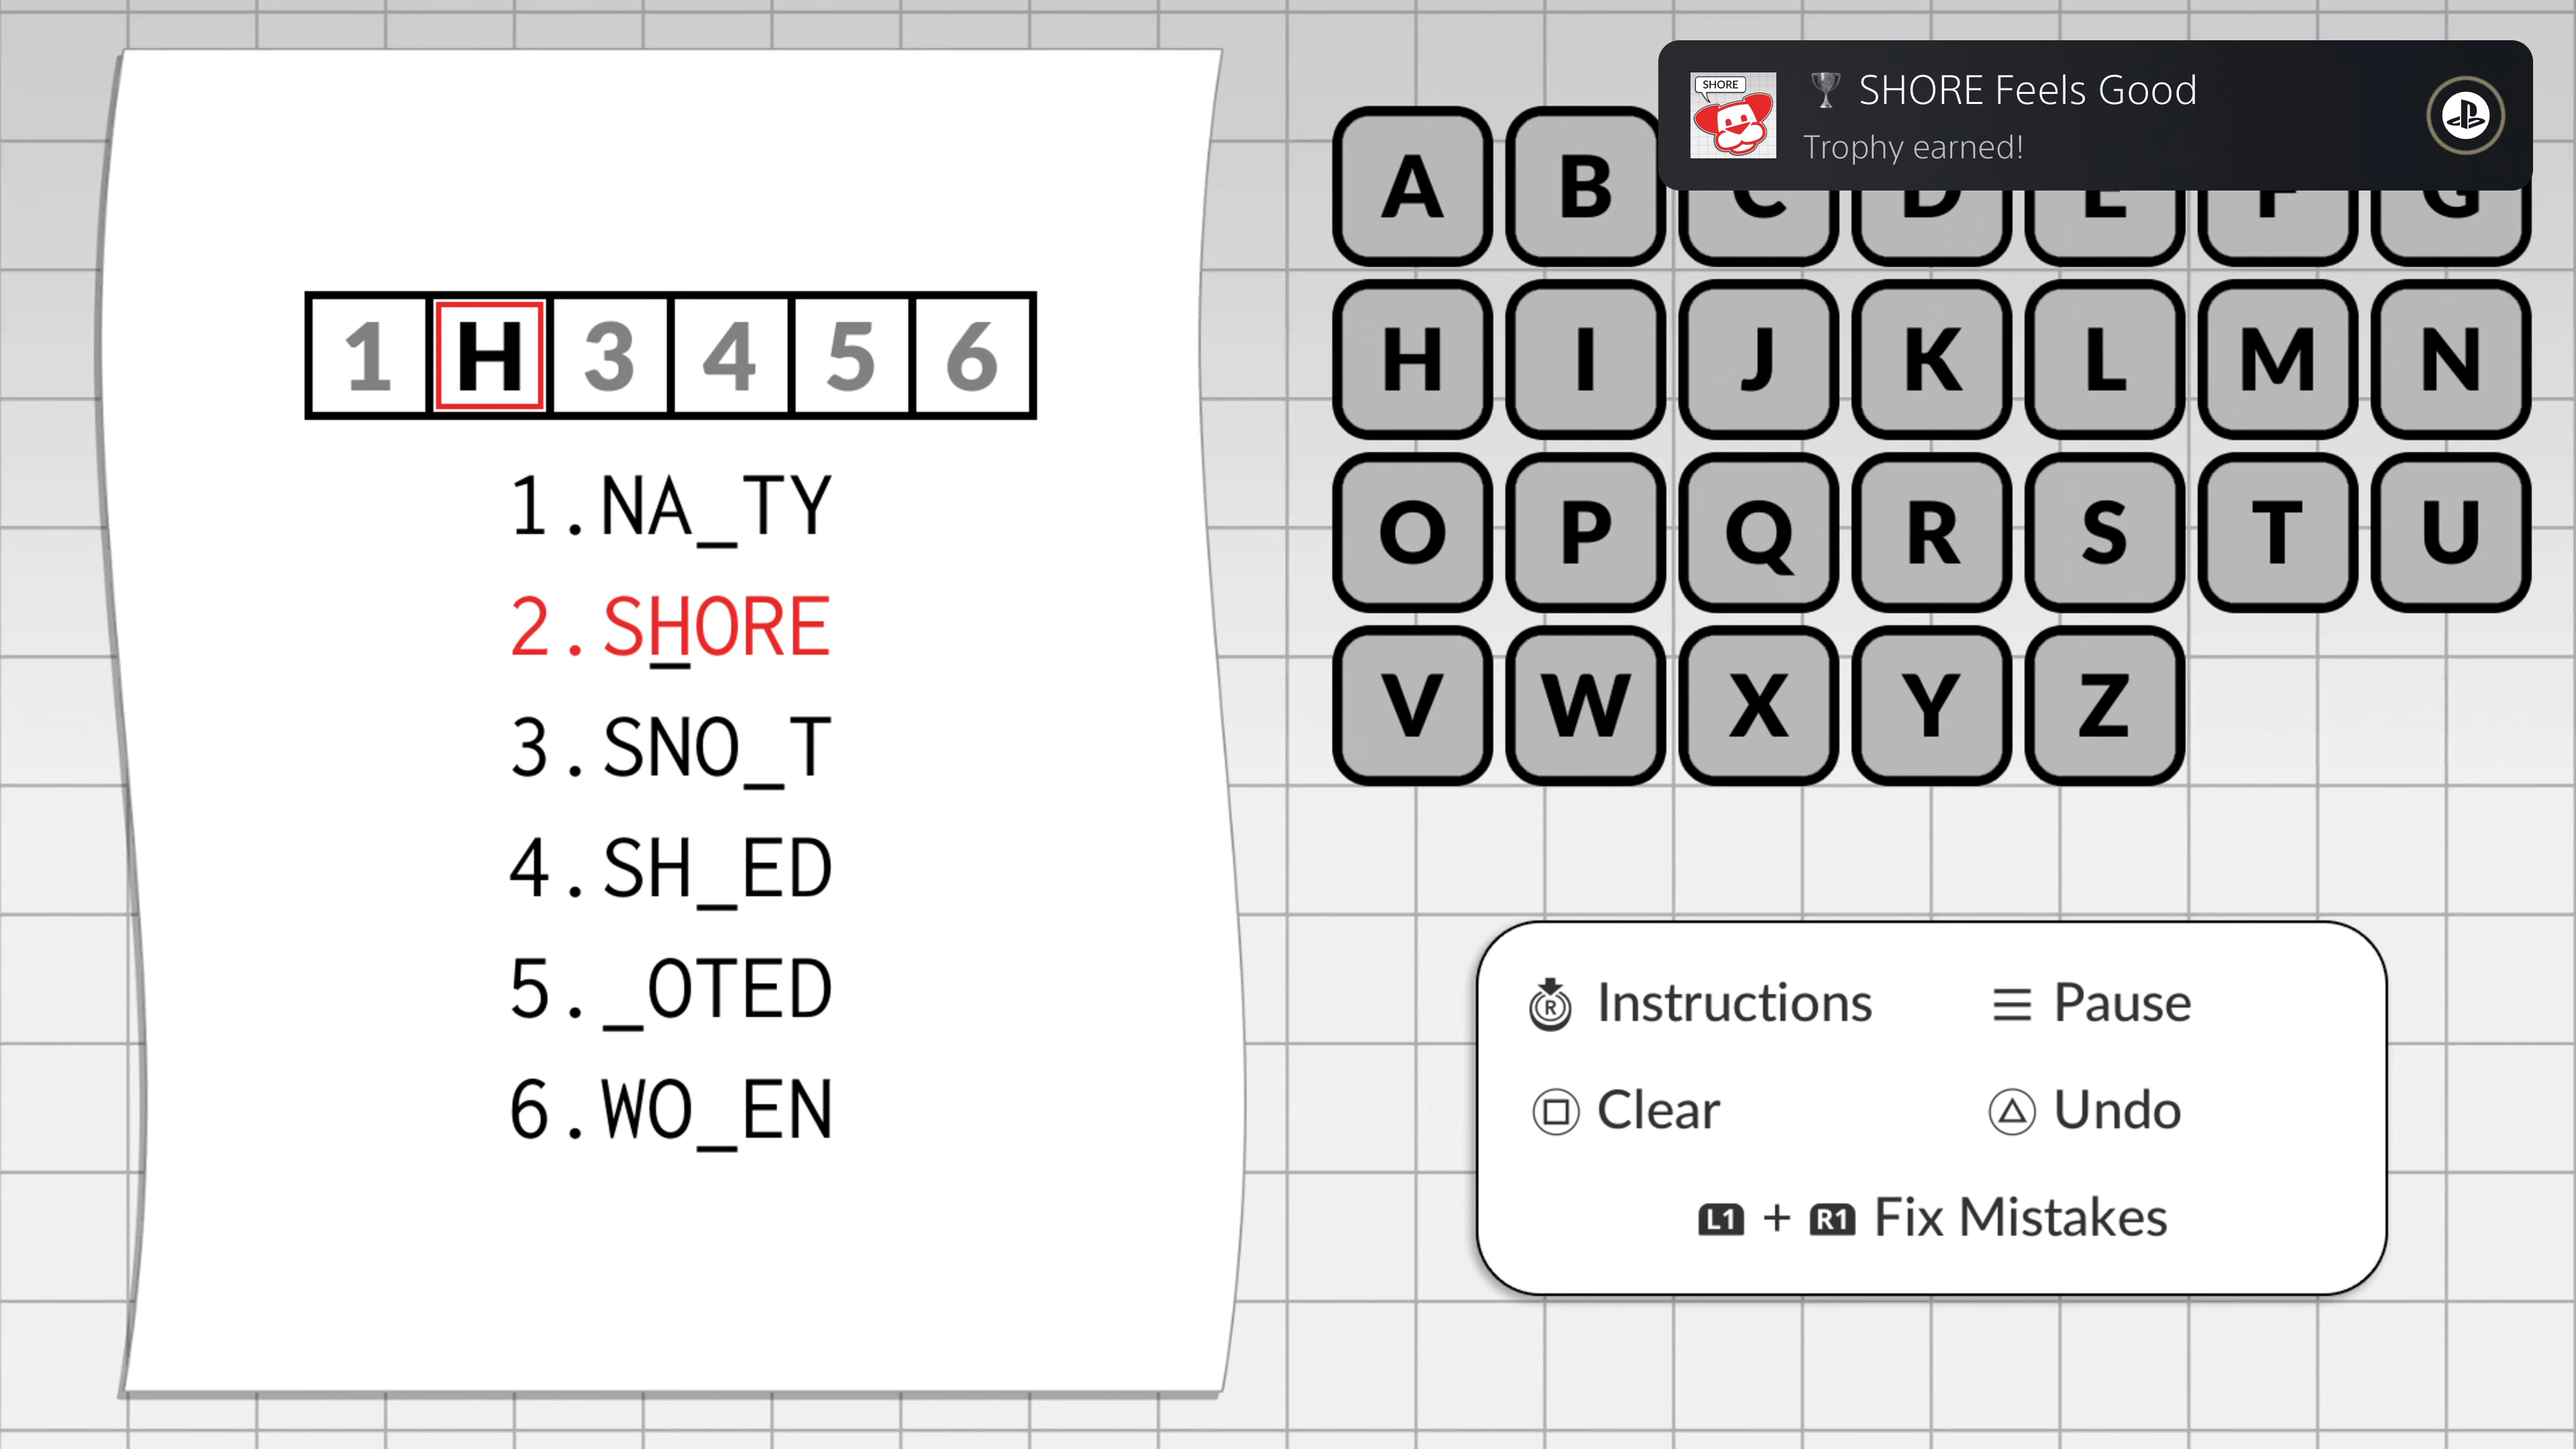 SHORE
SHORE Feels Good
Trophy earned!
1 H 3 4 5 6
1.NA_TY
2.SHORE
3.SNO_T
4.SH_ED
5._OTED
6.WO_EN
A B C D E F G
H I J K L M N
O P Q R S T U
V W X Y Z
R Instructions
Pause
Clear
Undo
L1 + R1 Fix Mistakes